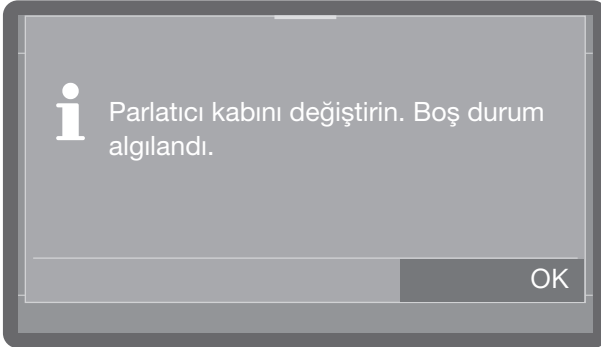 Parlatıcı kabını değiştirin. Boş durum
algılandı.
OK